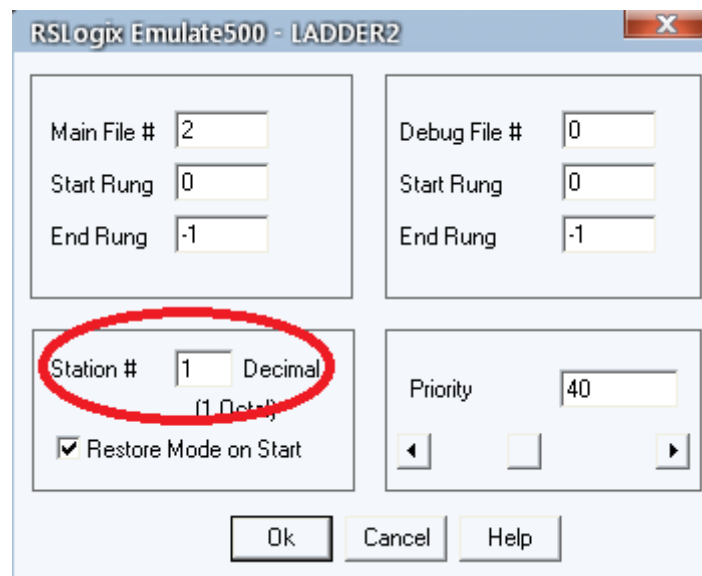 RSLogix Emulate500 - LADDER2
Main File # 2
Start Rung 0
End Rung -1
Debug File # 0
Start Rung 0
End Rung -1
Station # 1 Decimal
(1 Octal)
Restore Mode on Start
Priority 40
Ok Cancel Help